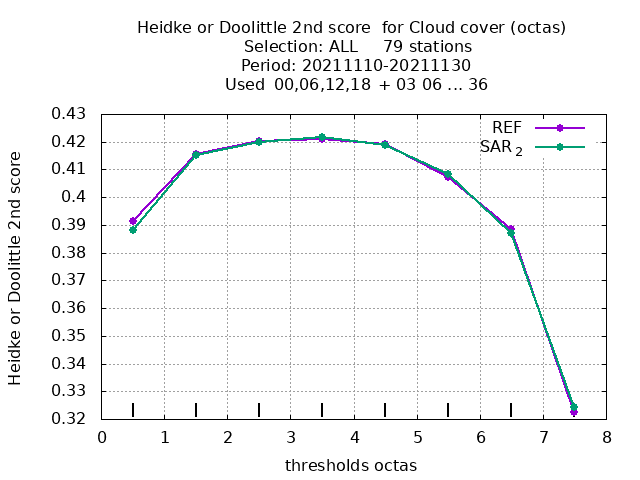 Heidke or Doolittle 2nd score  for Cloud cover (octas)
Selection: ALL     79 stations
Period: 20211110-20211130
Used  00,06,12,18 + 03 06 ... 36
REF
SAR 2
0.43
0.42
0.41
0.4
0.39
0.38
0.37
0.36
0.35
0.34
0.33
0.32
Heidke or Doolittle 2nd score
0 1 2 3 4 5 6 7 8
thresholds octas